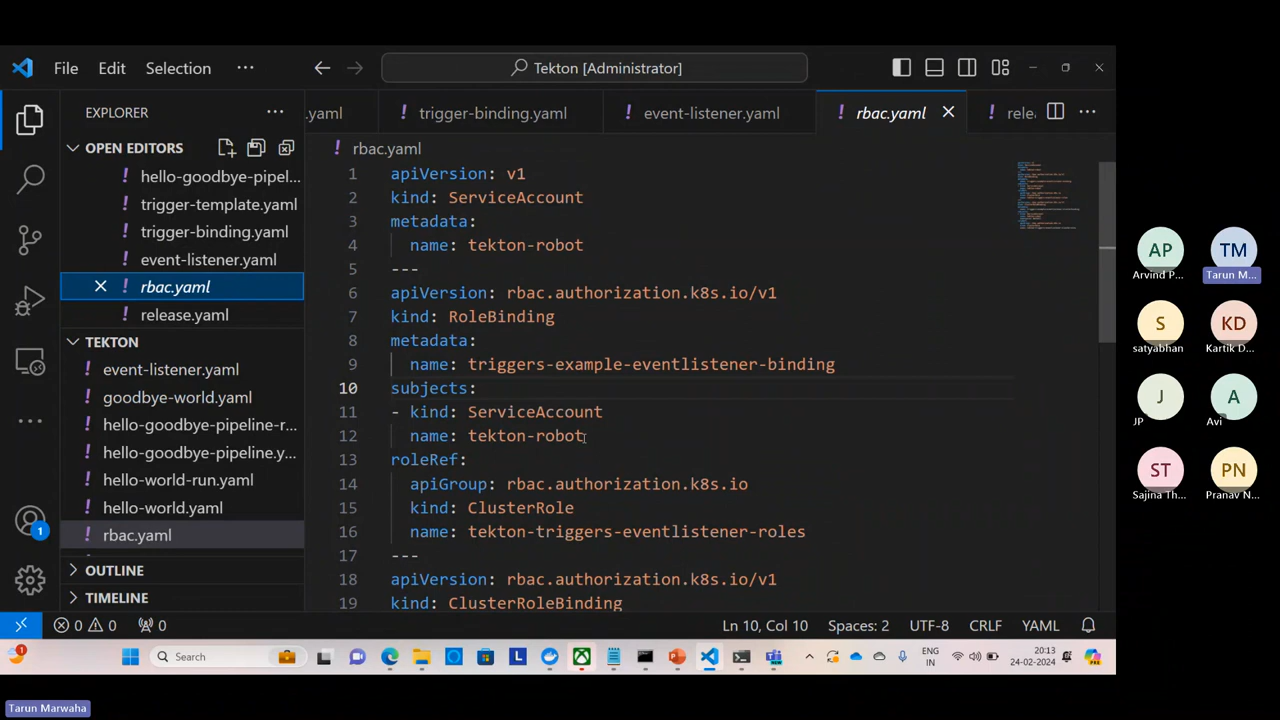 File Edit Selection ··· Tekton [Administrator]
EXPLORER
.yaml trigger-binding.yaml event-listener.yaml rbac.yaml rele
OPEN EDITORS
hello-goodbye-pipel...
trigger-template.yaml
trigger-binding.yaml
event-listener.yaml
rbac.yaml
release.yaml
TEKTON
event-listener.yaml
goodbye-world.yaml
hello-goodbye-pipeline-r...
hello-goodbye-pipeline.y...
hello-world-run.yaml
hello-world.yaml
rbac.yaml
OUTLINE
TIMELINE
rbac.yaml
1 apiVersion: v1
2 kind: ServiceAccount
3 metadata:
4 name: tekton-robot
5 ---
6 apiVersion: rbac.authorization.k8s.io/v1
7 kind: RoleBinding
8 metadata:
9 name: triggers-example-eventlistener-binding
10 subjects:
11 - kind: ServiceAccount
12 name: tekton-robot
13 roleRef:
14 apiGroup: rbac.authorization.k8s.io
15 kind: ClusterRole
16 name: tekton-triggers-eventlistener-roles
17 ---
18 apiVersion: rbac.authorization.k8s.io/v1
19 kind: ClusterRoleBinding
1
0 0 0 Ln 10, Col 10 Spaces: 2 UTF-8 CRLF YAML
1 Search L ENG
IN
20:13
24-02-2024
AP TM
Arvind P... Tarun M...
S KD
satyabhan Kartik D...
J A
JP Avi
ST PN
Sajina Th... Pranav N...
Tarun Marwaha